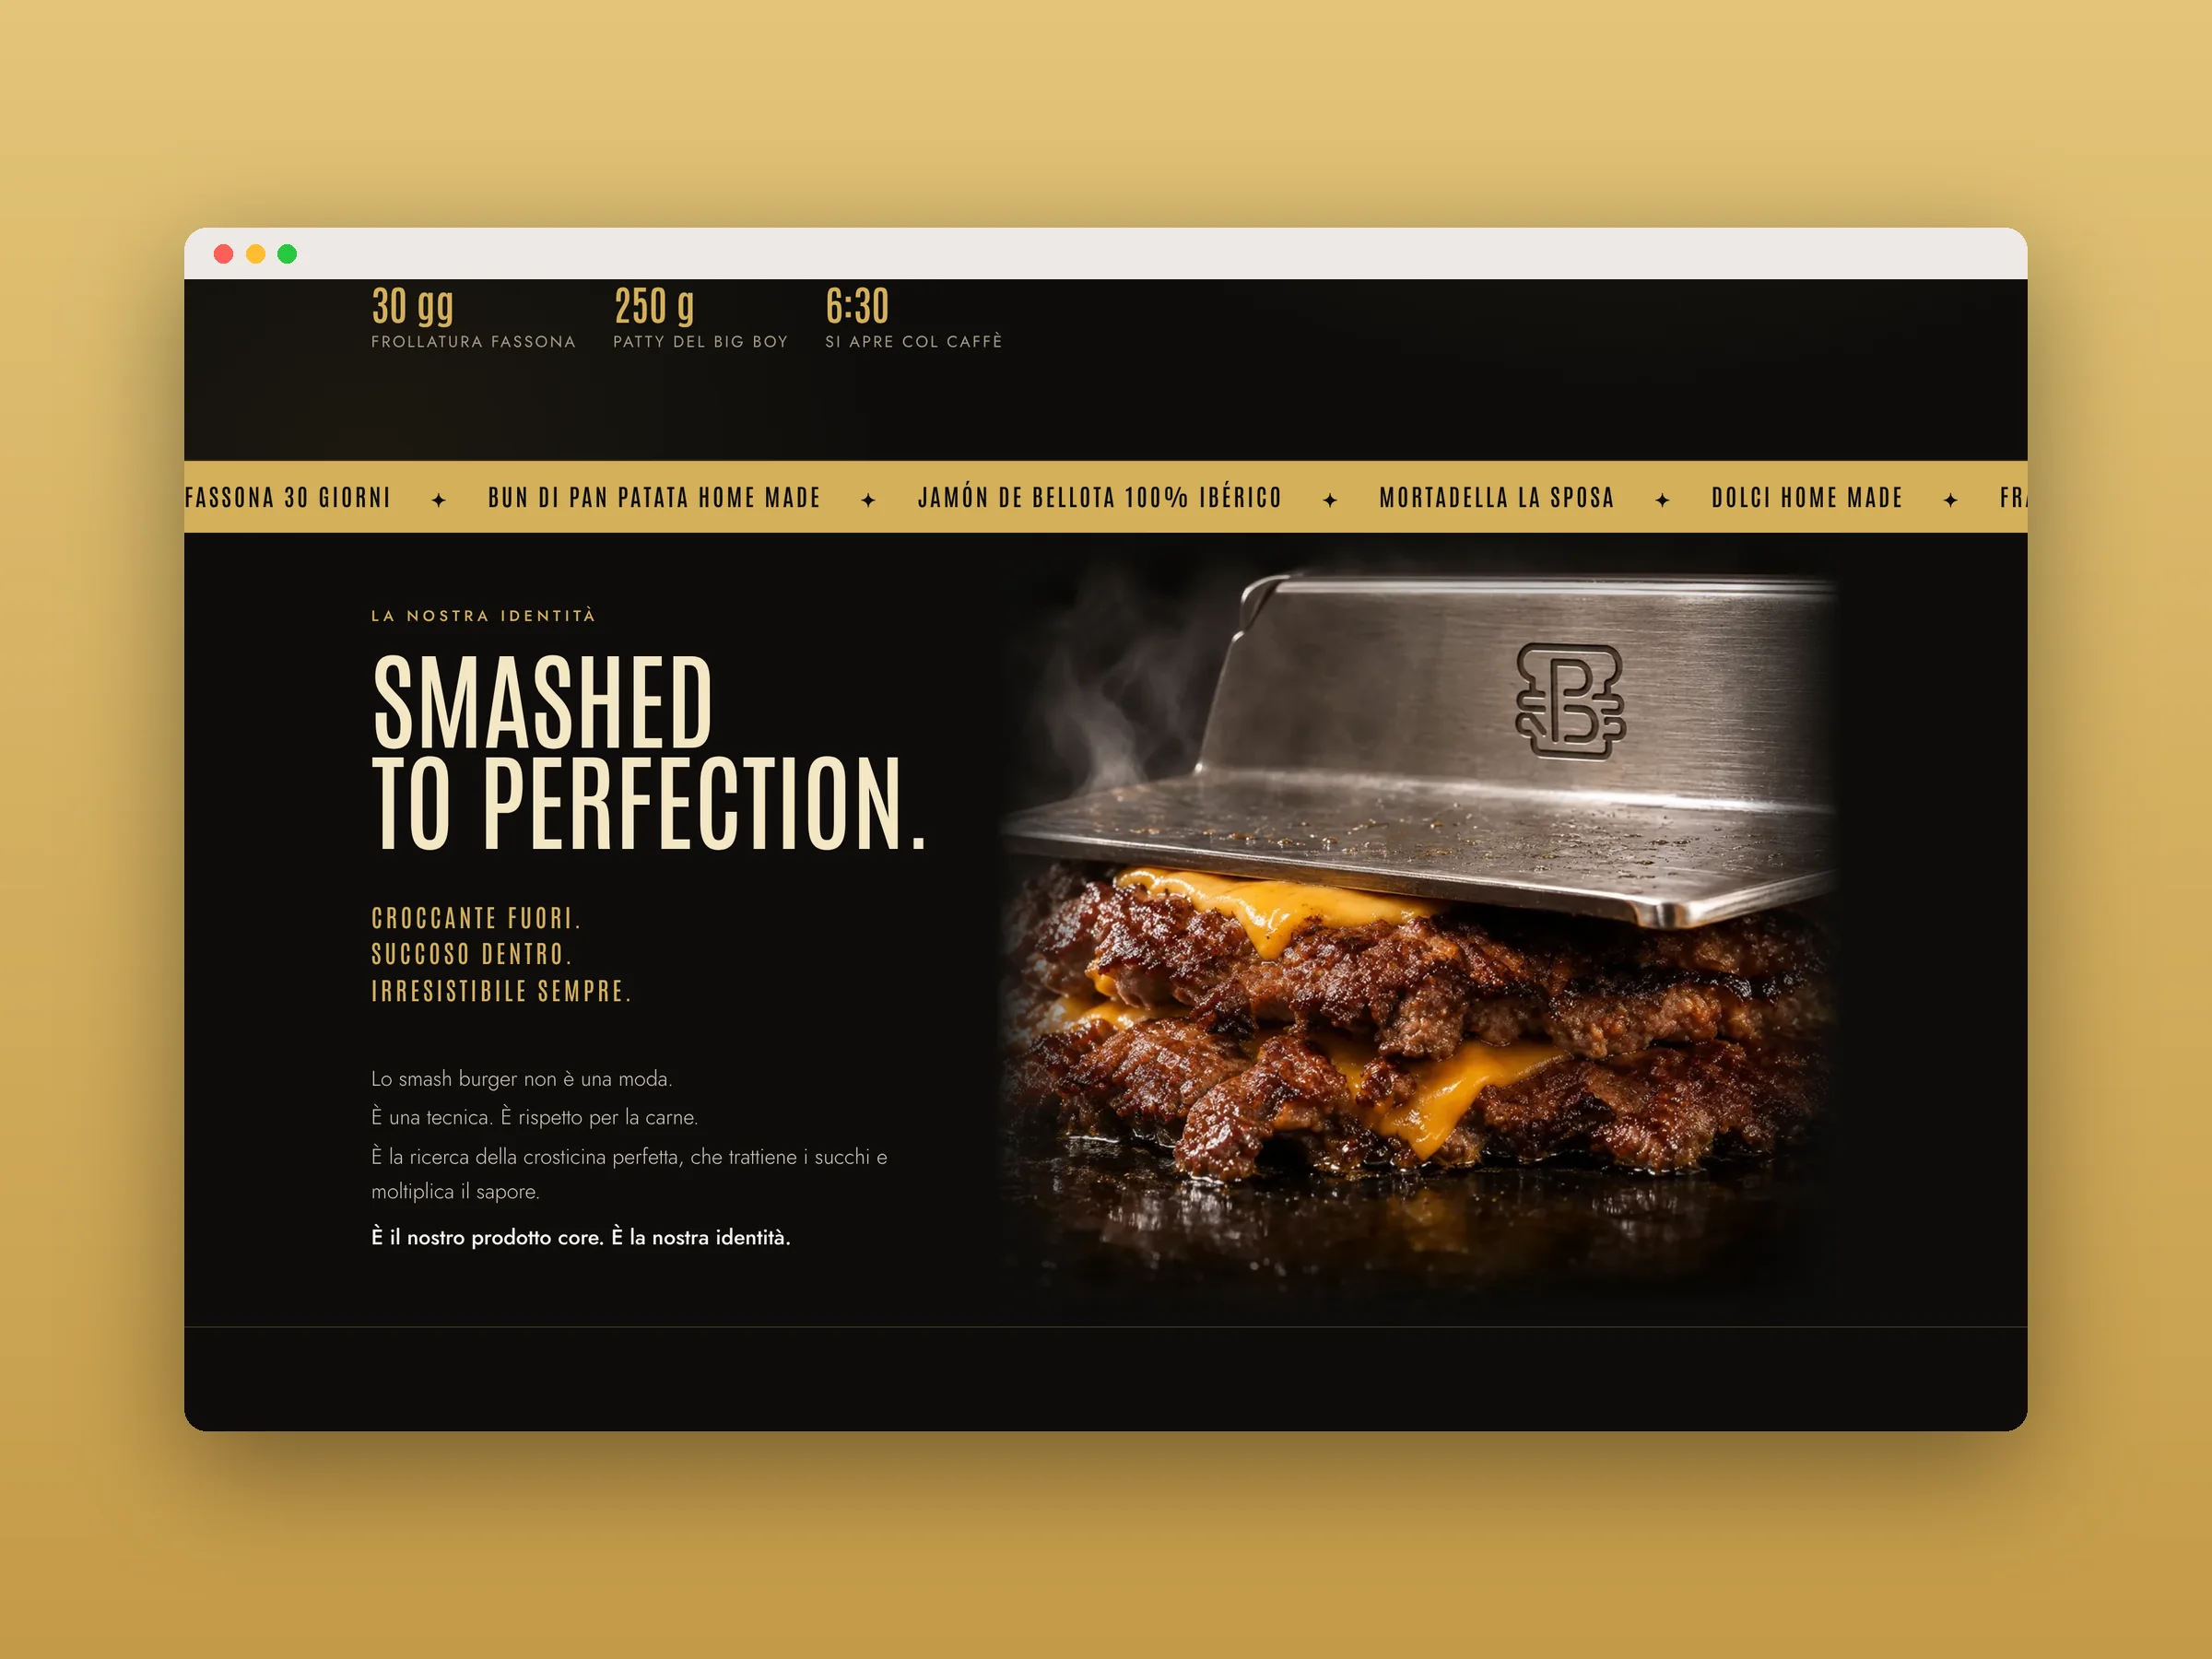 30 gg
FROLLATURA FASSONA
250 g
PATTY DEL BIG BOY
6:30
SI APRE COL CAFFÈ
FASSONA 30 GIORNI ✦ BUN DI PAN PATATA HOME MADE ✦ JAMÓN DE BELLOTA 100% IBÉRICO ✦ MORTADELLA LA SPOSA ✦ DOLCI HOME MADE ✦
LA NOSTRA IDENTITÀ
SMASHED
TO PERFECTION.
CROCCANTE FUORI.
SUCCOSO DENTRO.
IRRESISTIBILE SEMPRE.
Lo smash burger non è una moda.
È una tecnica. È rispetto per la carne.
È la ricerca della crosticina perfetta, che trattiene i succhi e
moltiplica il sapore.
È il nostro prodotto core. È la nostra identità.
B